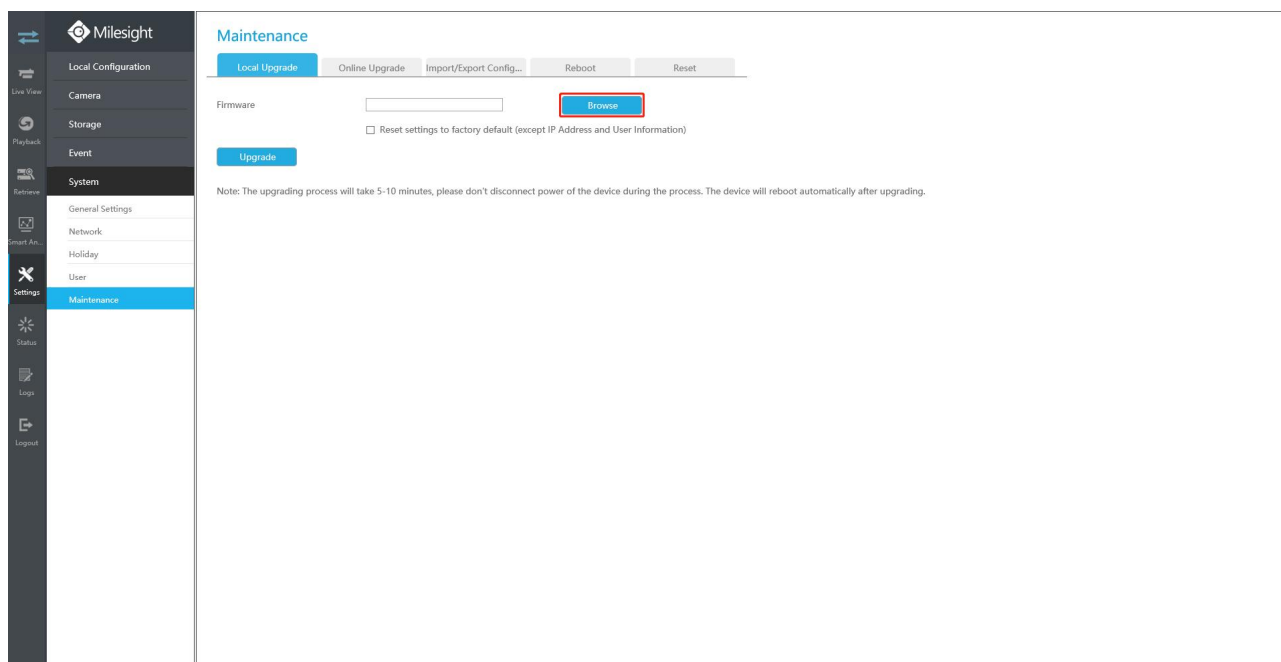 Milesight
Live View
Playback
Retrieve
Smart An...
Settings
Status
Logs
Logout
Local Configuration
Camera
Storage
Event
System
General Settings
Network
Holiday
User
Maintenance
Maintenance
Local Upgrade Online Upgrade Import/Export Config... Reboot Reset
Firmware Browse
Reset settings to factory default (except IP Address and User Information)
Upgrade
Note: The upgrading process will take 5-10 minutes, please don't disconnect power of the device during the process. The device will reboot automatically after upgrading.